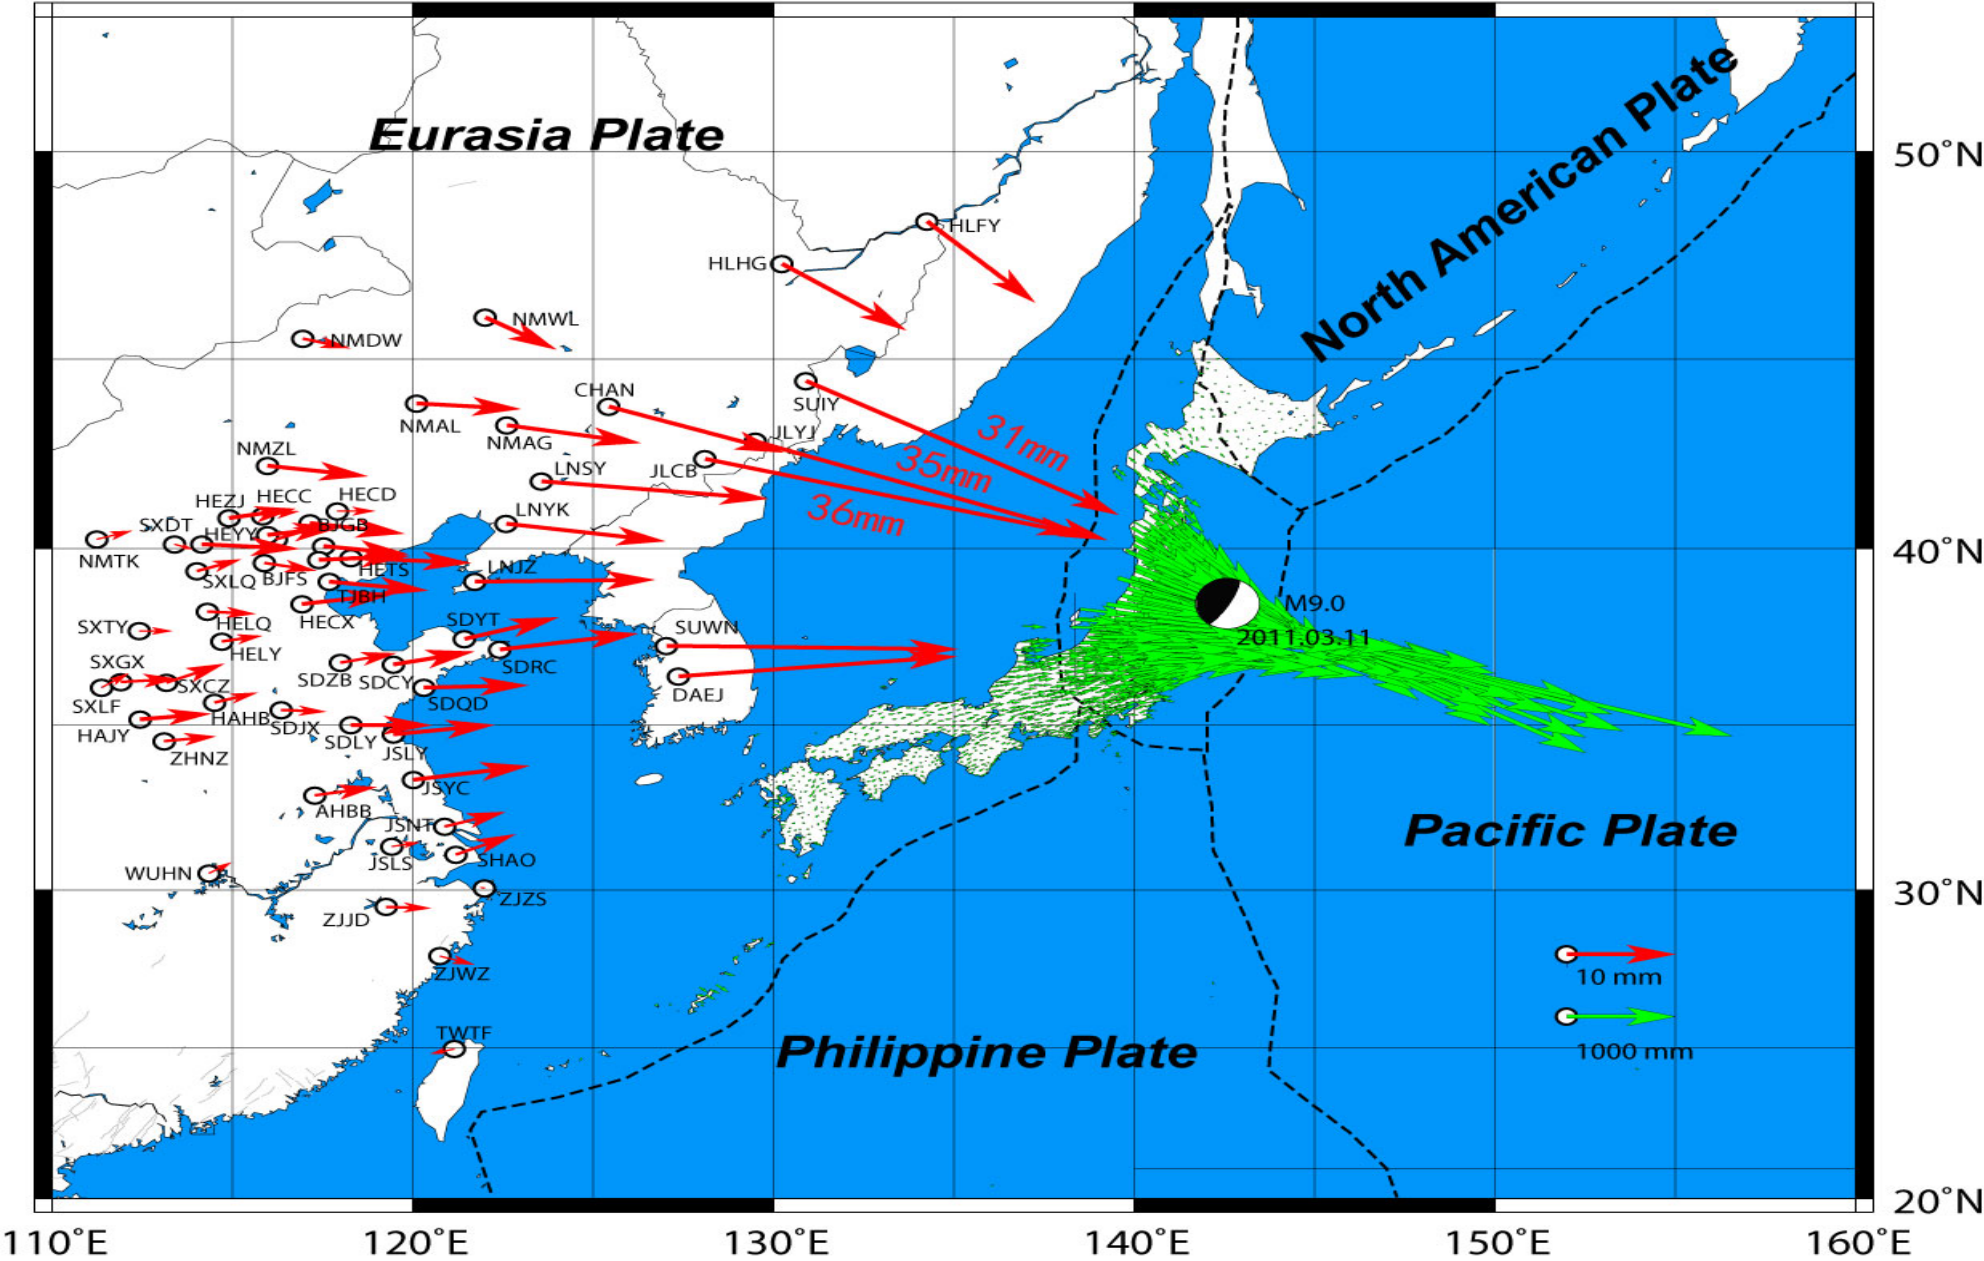 Eurasia Plate
North American Plate
50°N
HLFY
HLHG
NMWL
NMDW
CHAN
SUIY
NMAL
NMAG
JLYJ
31mm
NMZL
LNSY
JLCB
35mm
HEZJ
HECC
HECD
LNYK
36mm
SXDT
HEYY
BJGB
40°N
NMTK
SXLQ
BJFS
HETS
LNJZ
TJBH
M9.0
HECX
HELQ
SDYT
SXTY
SUWN
2011.03.11
HELY
SXGX
SDRC
SDZB
SDCY
SXCZ
DAEJ
SXLF
SDQD
HAHB
HAJY
SDJX
SDLY
JSLY
ZHNZ
JSYC
AHBB
JSNT
Pacific Plate
JSLS
SHAO
WUHN
30°N
ZJZS
ZJJD
ZJWZ
10 mm
TWTF
Philippine Plate
1000 mm
20°N
110°E
120°E
130°E
140°E
150°E
160°E